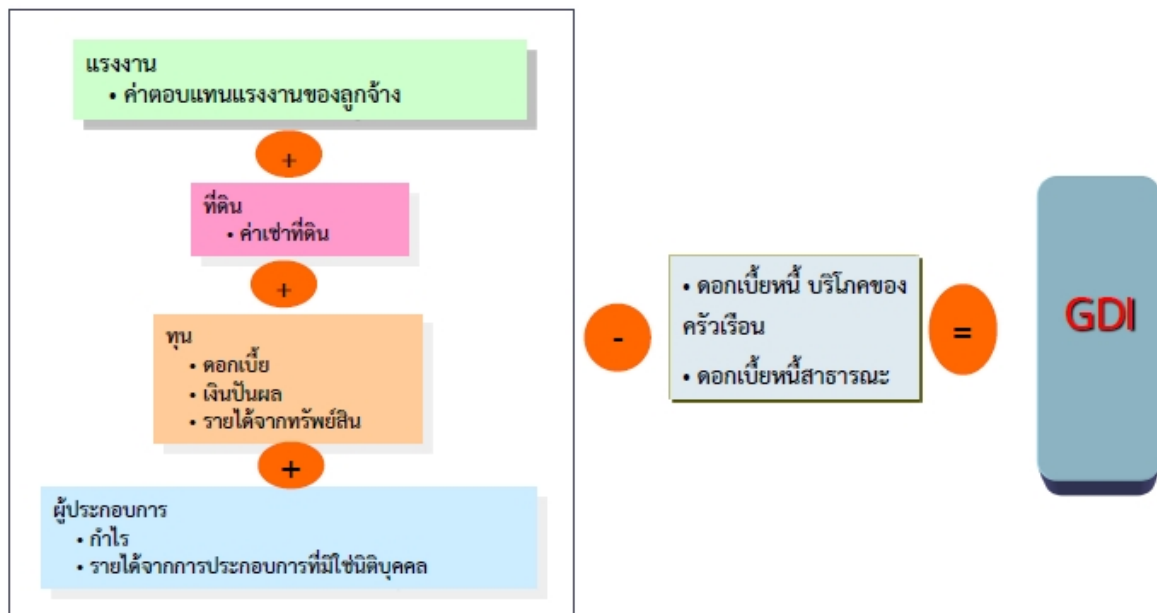 แรงงาน
• ค่าตอบแทนแรงงานของลูกจ้าง
+
ที่ดิน
• ค่าเช่าที่ดิน
+
ทุน
• ดอกเบี้ย
• เงินปันผล
• รายได้จากทรัพย์สิน
+
ผู้ประกอบการ
• กำไร
• รายได้จากการประกอบการที่มิใช่นิติบุคคล
-
• ดอกเบี้ยหนี้ บริโภคของ
ครัวเรือน
• ดอกเบี้ยหนี้สาธารณะ
=
GDI